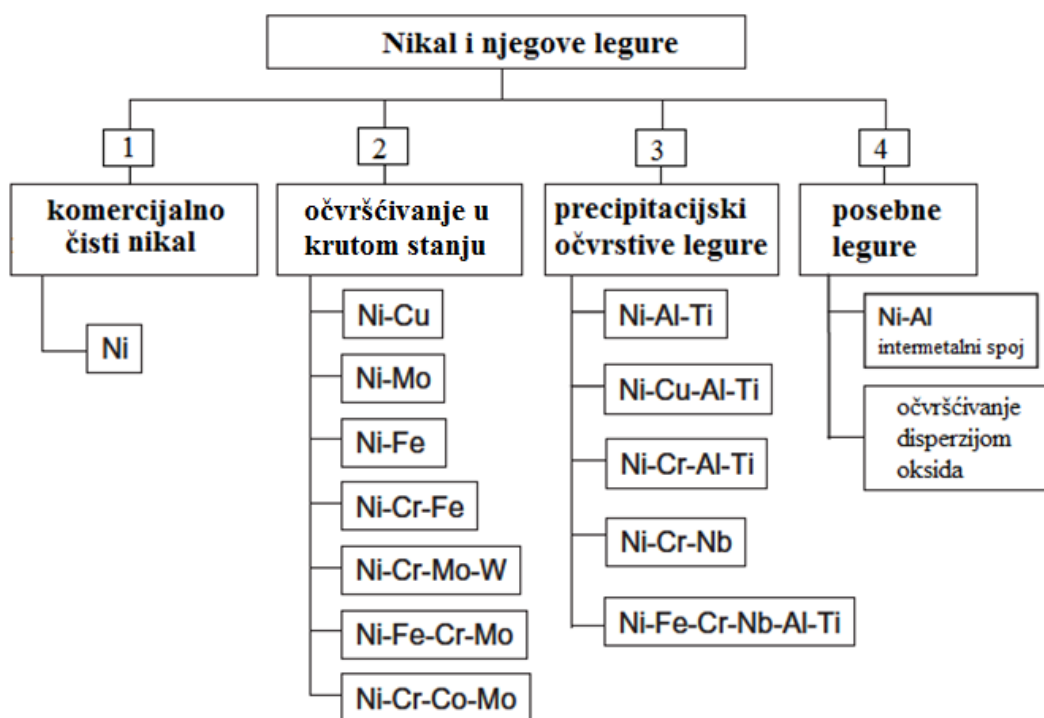 Nikal i njegove legure
1
2
3
4
komercijalno
čisti nikal
očvršćivanje u
krutom stanju
precipitacijski
očvrstive legure
posebne
legure
Ni
Ni-Cu
Ni-Mo
Ni-Fe
Ni-Cr-Fe
Ni-Cr-Mo-W
Ni-Fe-Cr-Mo
Ni-Cr-Co-Mo
Ni-Al-Ti
Ni-Cu-Al-Ti
Ni-Cr-Al-Ti
Ni-Cr-Nb
Ni-Fe-Cr-Nb-Al-Ti
Ni-Al
intermetalni spoj
očvršćivanje
disperzijom
oksida